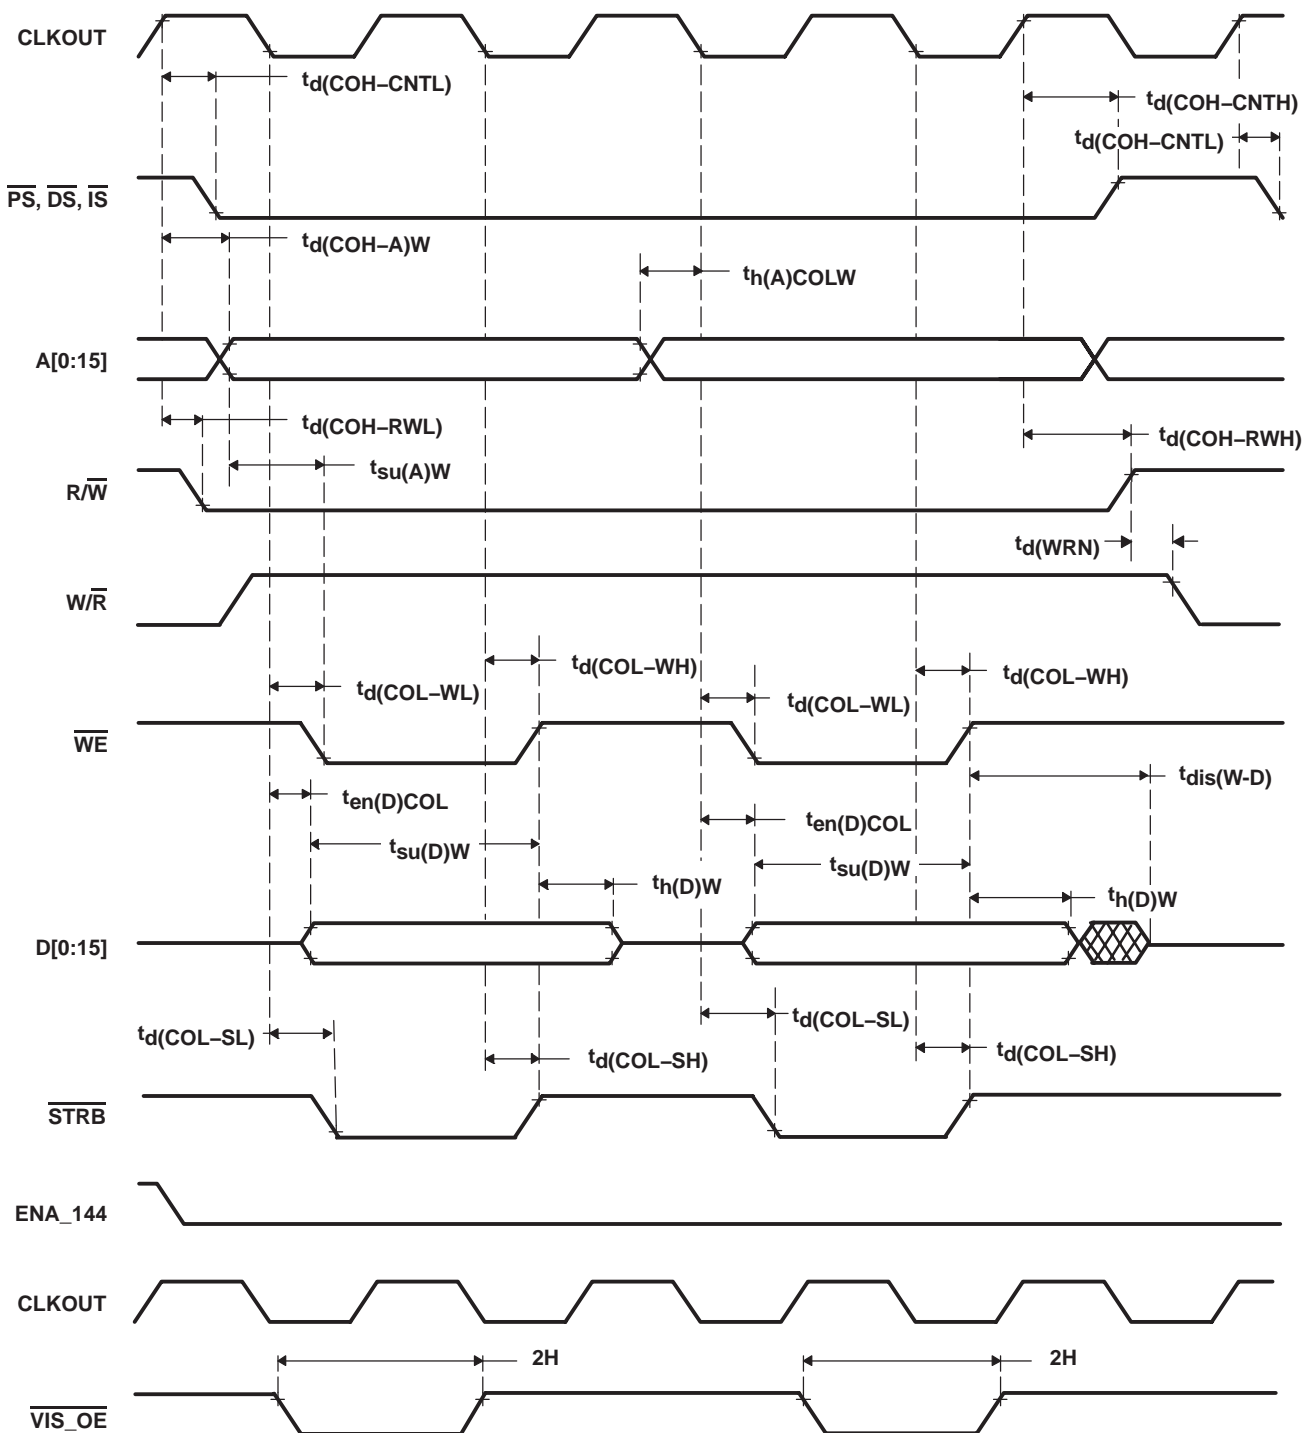 CLKOUT
td(COH–CNTL)
td(COH–CNTH)
td(COH–CNTL)
PS, DS, IS
td(COH–A)W
th(A)COLW
A[0:15]
td(COH–RWL)
td(COH–RWH)
tsu(A)W
R/W
td(WRN)
W/R
td(COL–WH)
td(COL–WH)
td(COL–WL)
td(COL–WL)
WE
tdis(W-D)
ten(D)COL
ten(D)COL
tsu(D)W
tsu(D)W
th(D)W
th(D)W
D[0:15]
td(COL–SL)
td(COL–SL)
td(COL–SH)
td(COL–SH)
STRB
ENA_144
CLKOUT
2H
2H
VIS_OE